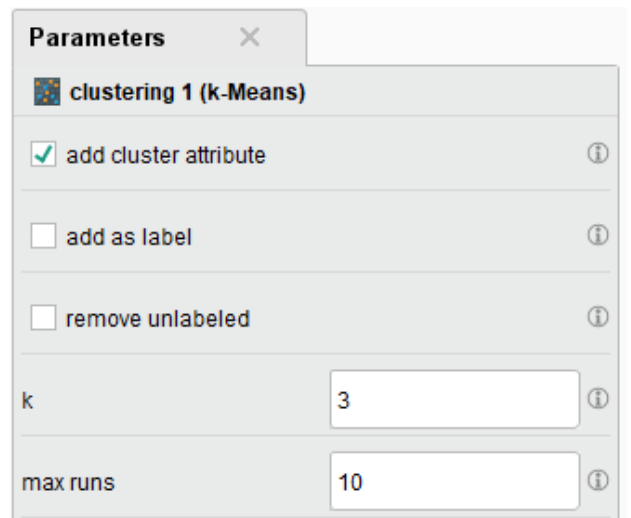 Parameters
clustering 1 (k-Means)
add cluster attribute
add as label
remove unlabeled
k 3
max runs 10